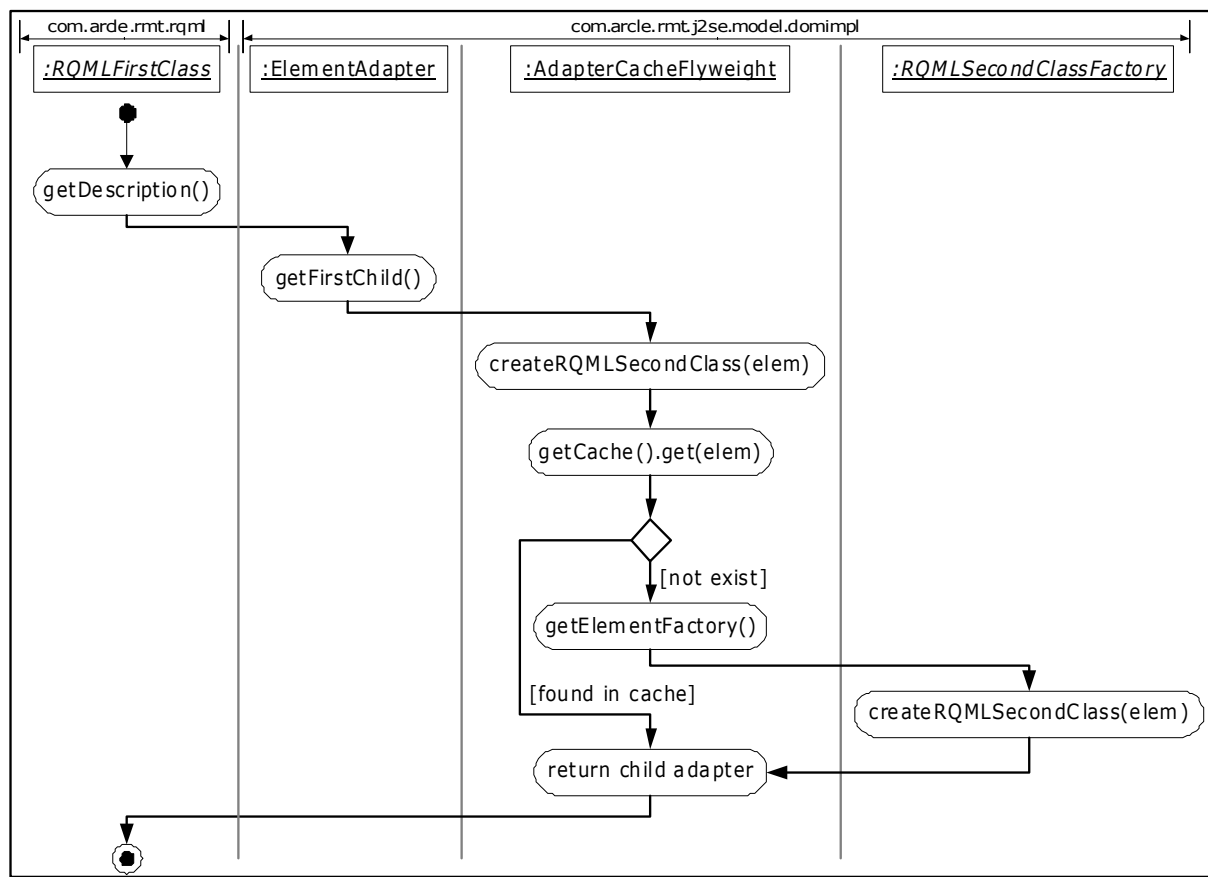 com.arde.rmt.rqml
com.arcle.rmt.j2se.model.domimpl
:RQMLFirstClass
:ElementAdapter
:AdapterCacheFlyweight
:RQMLSecondClassFactory
getDescription()
getFirstChild()
createRQMLSecondClass(elem)
getCache().get(elem)
[not exist]
getElementFactory()
[found in cache]
createRQMLSecondClass(elem)
return child adapter